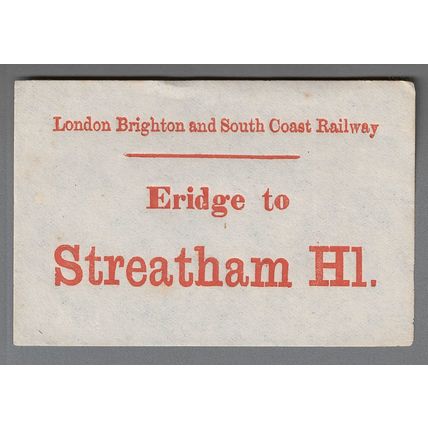 London Brighton and South Coast Railway
Eridge to
Streatham Hl.